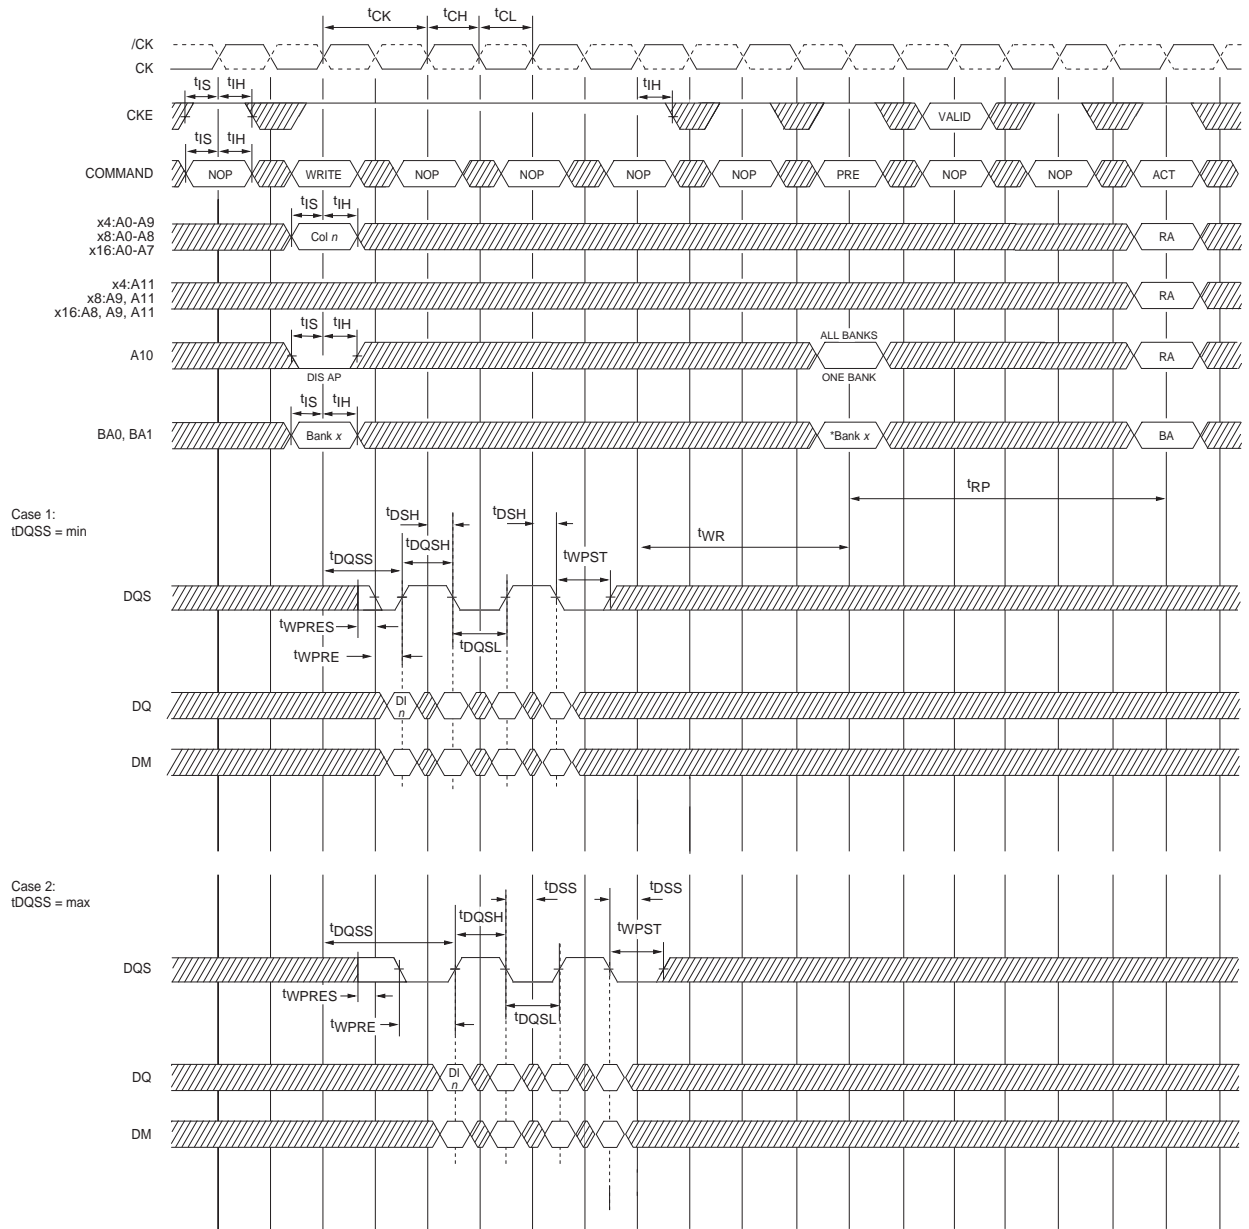 tCK tCH tCL
/CK
CK
tIS tIH tIH
CKE VALID
tIS tIH
COMMAND NOP WRITE NOP NOP NOP NOP PRE NOP NOP ACT
tIS tIH
x4:A0-A9
x8:A0-A8 Col n RA
x16:A0-A7
x4:A11
x8:A9, A11 RA
x16:A8, A9, A11
tIS tIH ALL BANKS
A10 RA
DIS AP ONE BANK
tIS tIH
BA0, BA1 Bank x *Bank x BA
tRP
Case 1:
tDQSS = min
tDSH tDSH
tDQSS tDQSH tWPST tWR
DQS
tWPRES tDQSL
tWPRE
DQ DI
n
DM
Case 2:
tDQSS = max
tDSS tDSS
tDQSS tDQSH tWPST
DQS
tWPRES tDQSL
tWPRE
DQ DI
n
DM